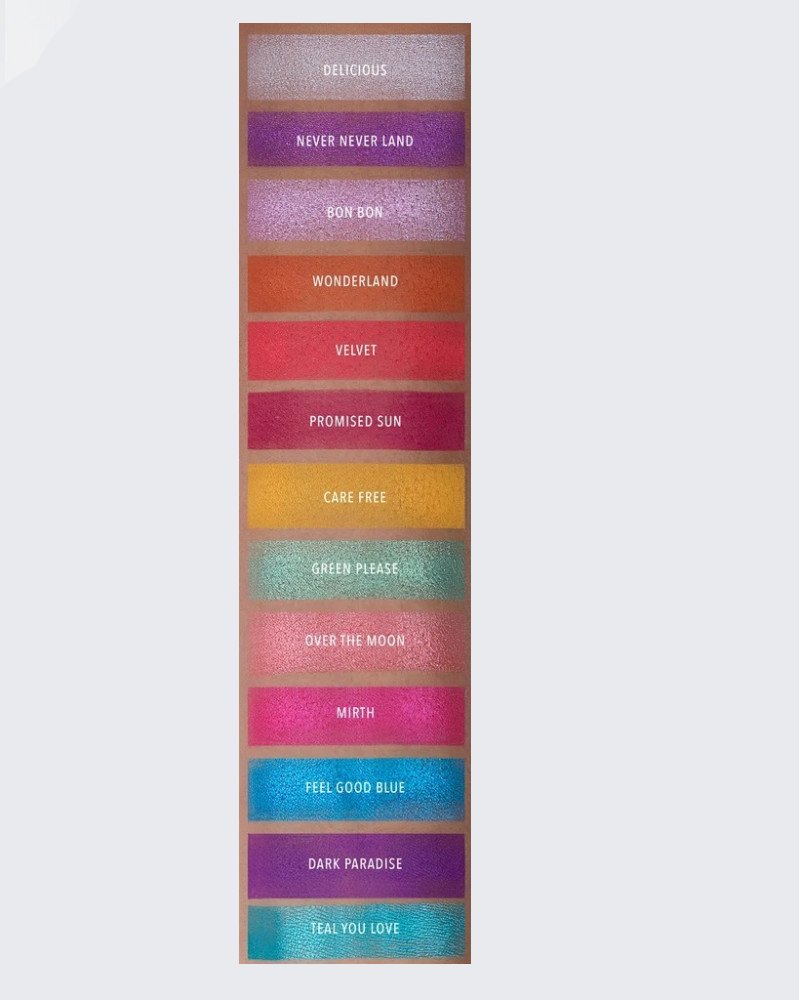 DELICIOUS
NEVER NEVER LAND
BON BON
WONDERLAND
VELVET
PROMISED SUN
CARE FREE
GREEN PLEASE
OVER THE MOON
MIRTH
FEEL GOOD BLUE
DARK PARADISE
TEAL YOU LOVE